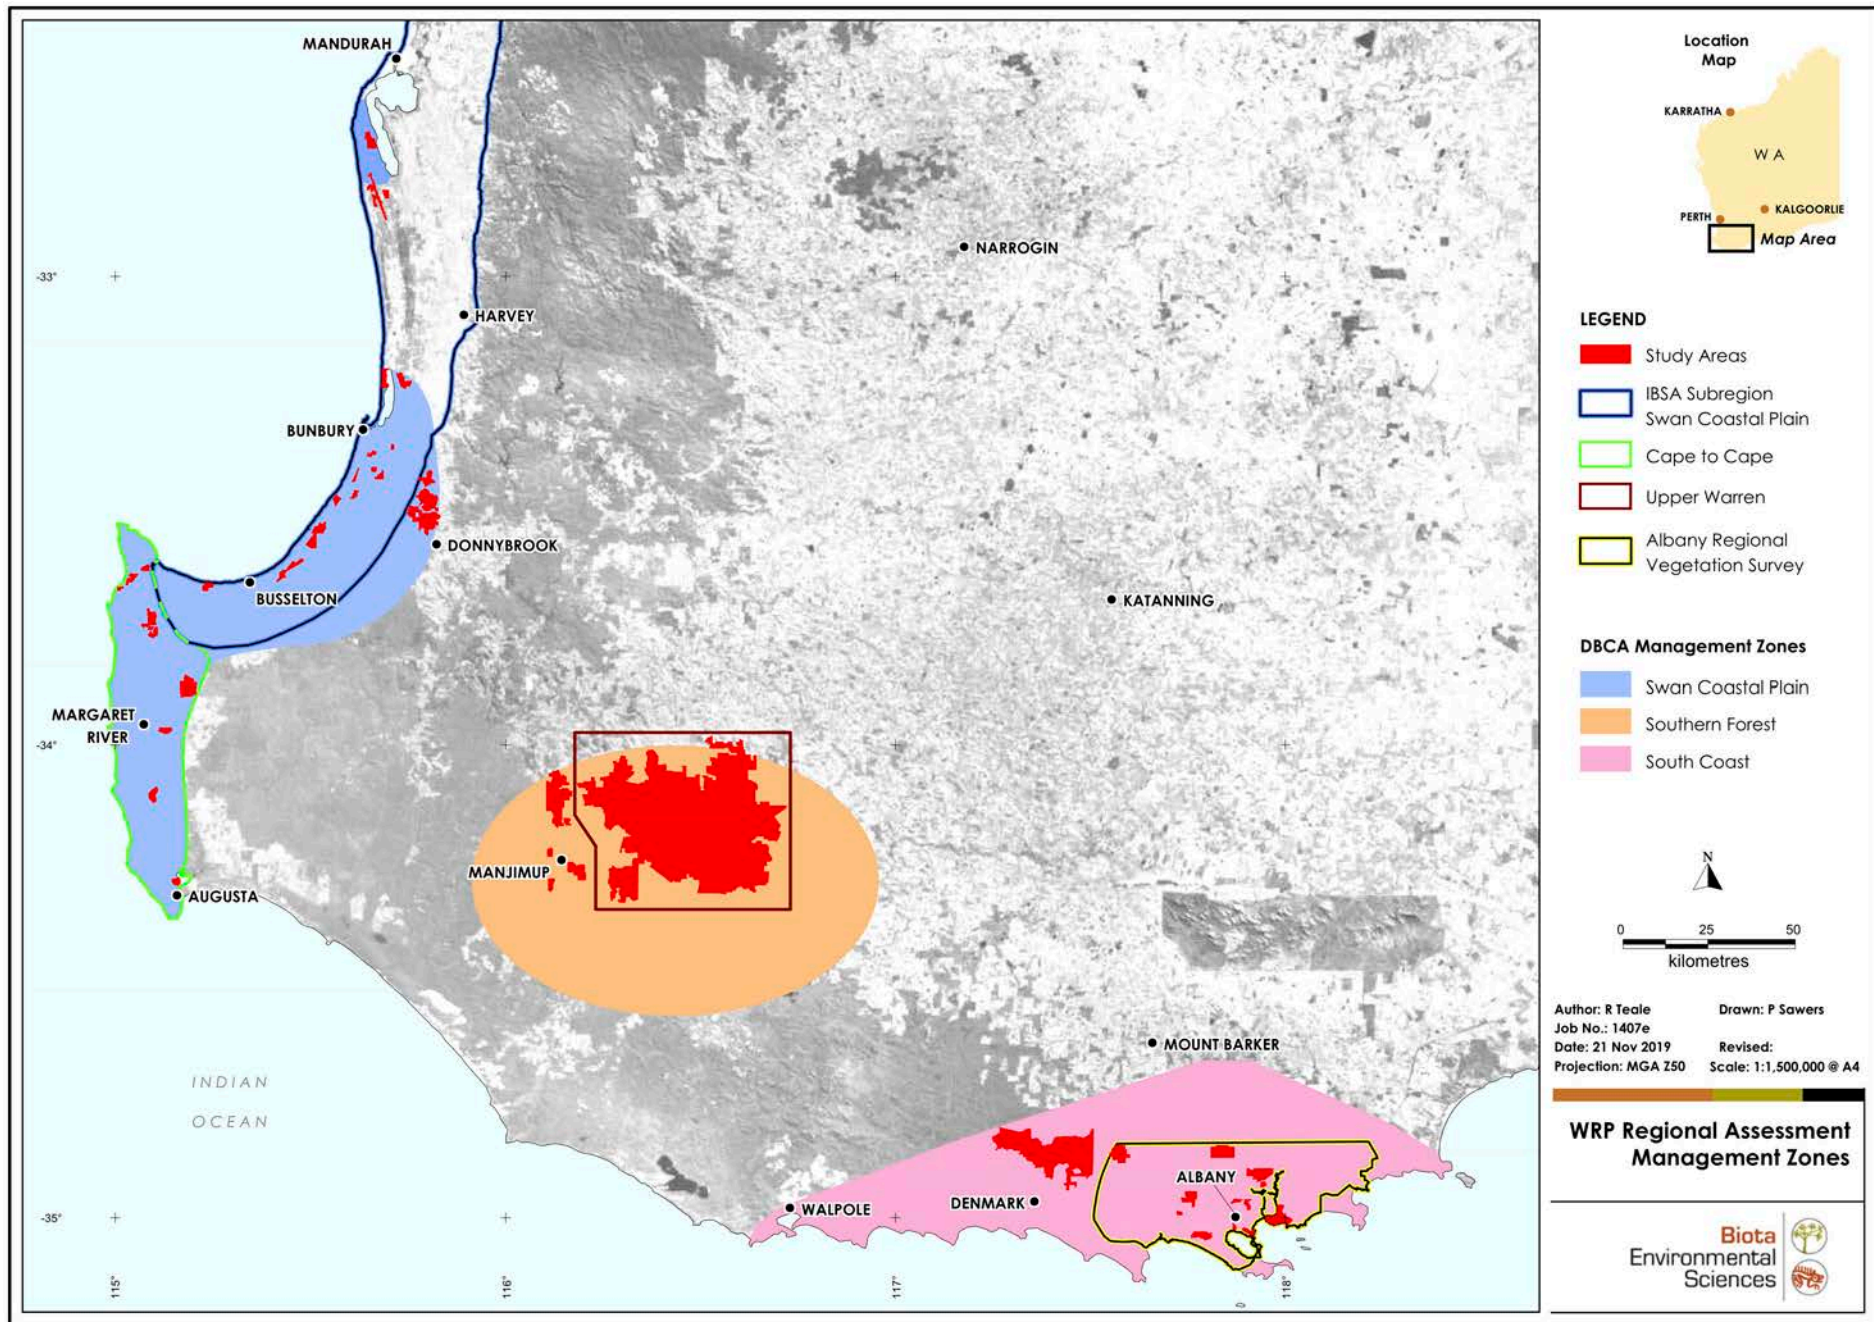 MANDURAH
-33°
NARROGIN
HARVEY
BUNBURY
DONNYBROOK
BUSSELTON
KATANNING
MARGARET
RIVER
-34°
MANJIMUP
AUGUSTA
MOUNT BARKER
INDIAN
OCEAN
ALBANY
DENMARK
WALPOLE
-35°
115°
116°
117°
118°
Location
Map
KARRATHA
W A
PERTH
KALGOORLIE
Map Area
LEGEND
Study Areas
IBSA Subregion
Swan Coastal Plain
Cape to Cape
Upper Warren
Albany Regional
Vegetation Survey
DBCA Management Zones
Swan Coastal Plain
Southern Forest
South Coast
N
0 25 50
kilometres
Author: R Teale Drawn: P Sawers
Job No.: 1407e
Date: 21 Nov 2019 Revised:
Projection: MGA Z50 Scale: 1:1,500,000 @ A4
WRP Regional Assessment
Management Zones
Biota
Environmental
Sciences